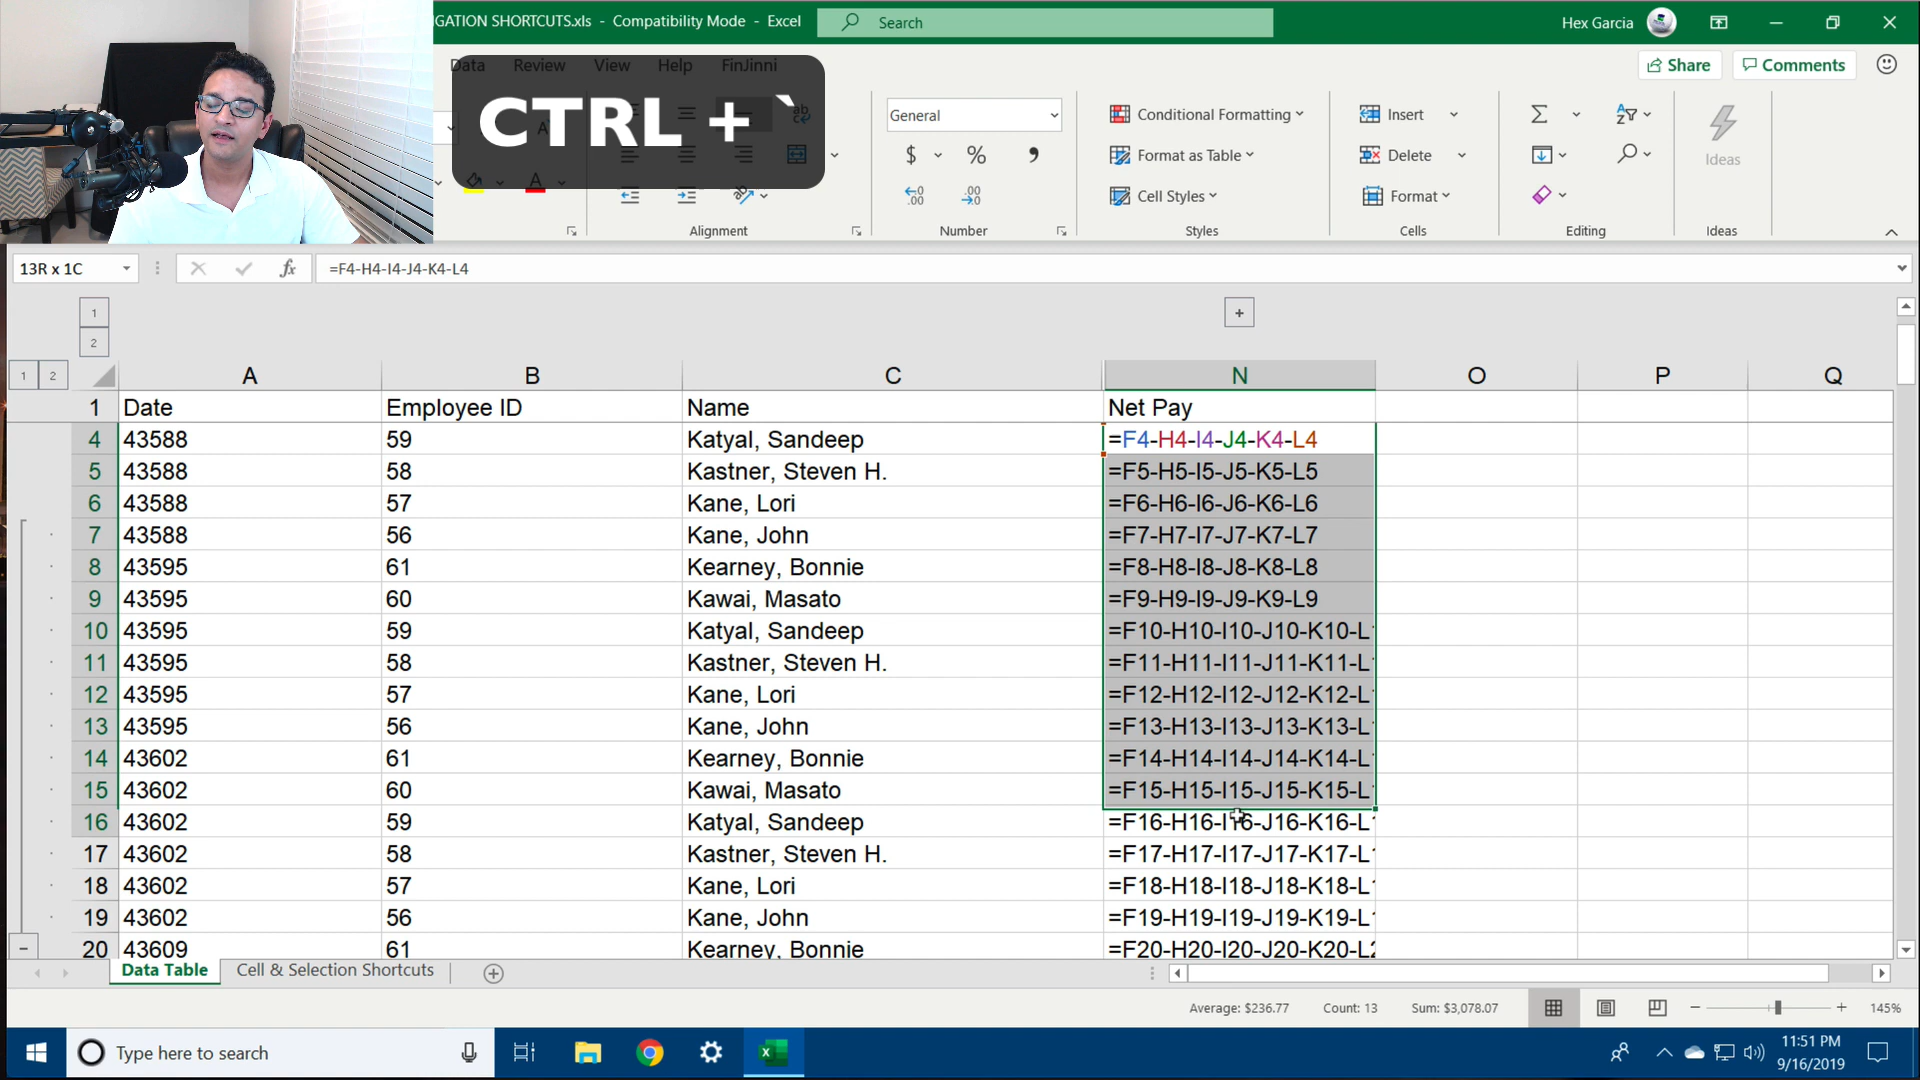 IGATION SHORTCUTS.xls - Compatibility Mode - Excel
Search
Hex Garcia
Data Review View Help FinJinni
Share
Comments
CTRL + `
General
$ % ,
Conditional Formatting
Format as Table
Cell Styles
Insert
Delete
Format
Ideas
Alignment
Number
Styles
Cells
Editing
Ideas
13R x 1C
fx
=F4-H4-I4-J4-K4-L4
1
2
+
1 2
A B C N O P Q
1 Date Employee ID Name Net Pay
4 43588 59 Katyal, Sandeep =F4-H4-I4-J4-K4-L4
5 43588 58 Kastner, Steven H. =F5-H5-I5-J5-K5-L5
6 43588 57 Kane, Lori =F6-H6-I6-J6-K6-L6
7 43588 56 Kane, John =F7-H7-I7-J7-K7-L7
8 43595 61 Kearney, Bonnie =F8-H8-I8-J8-K8-L8
9 43595 60 Kawai, Masato =F9-H9-I9-J9-K9-L9
10 43595 59 Katyal, Sandeep =F10-H10-I10-J10-K10-L
11 43595 58 Kastner, Steven H. =F11-H11-I11-J11-K11-L
12 43595 57 Kane, Lori =F12-H12-I12-J12-K12-L
13 43595 56 Kane, John =F13-H13-I13-J13-K13-L
14 43602 61 Kearney, Bonnie =F14-H14-I14-J14-K14-L
15 43602 60 Kawai, Masato =F15-H15-I15-J15-K15-L
16 43602 59 Katyal, Sandeep =F16-H16-I16-J16-K16-L
17 43602 58 Kastner, Steven H. =F17-H17-I17-J17-K17-L
18 43602 57 Kane, Lori =F18-H18-I18-J18-K18-L
19 43602 56 Kane, John =F19-H19-I19-J19-K19-L
20 43609 61 Kearney, Bonnie =F20-H20-I20-J20-K20-L
Data Table
Cell & Selection Shortcuts
Average: $236.77 Count: 13 Sum: $3,078.07
145%
Type here to search
11:51 PM
9/16/2019